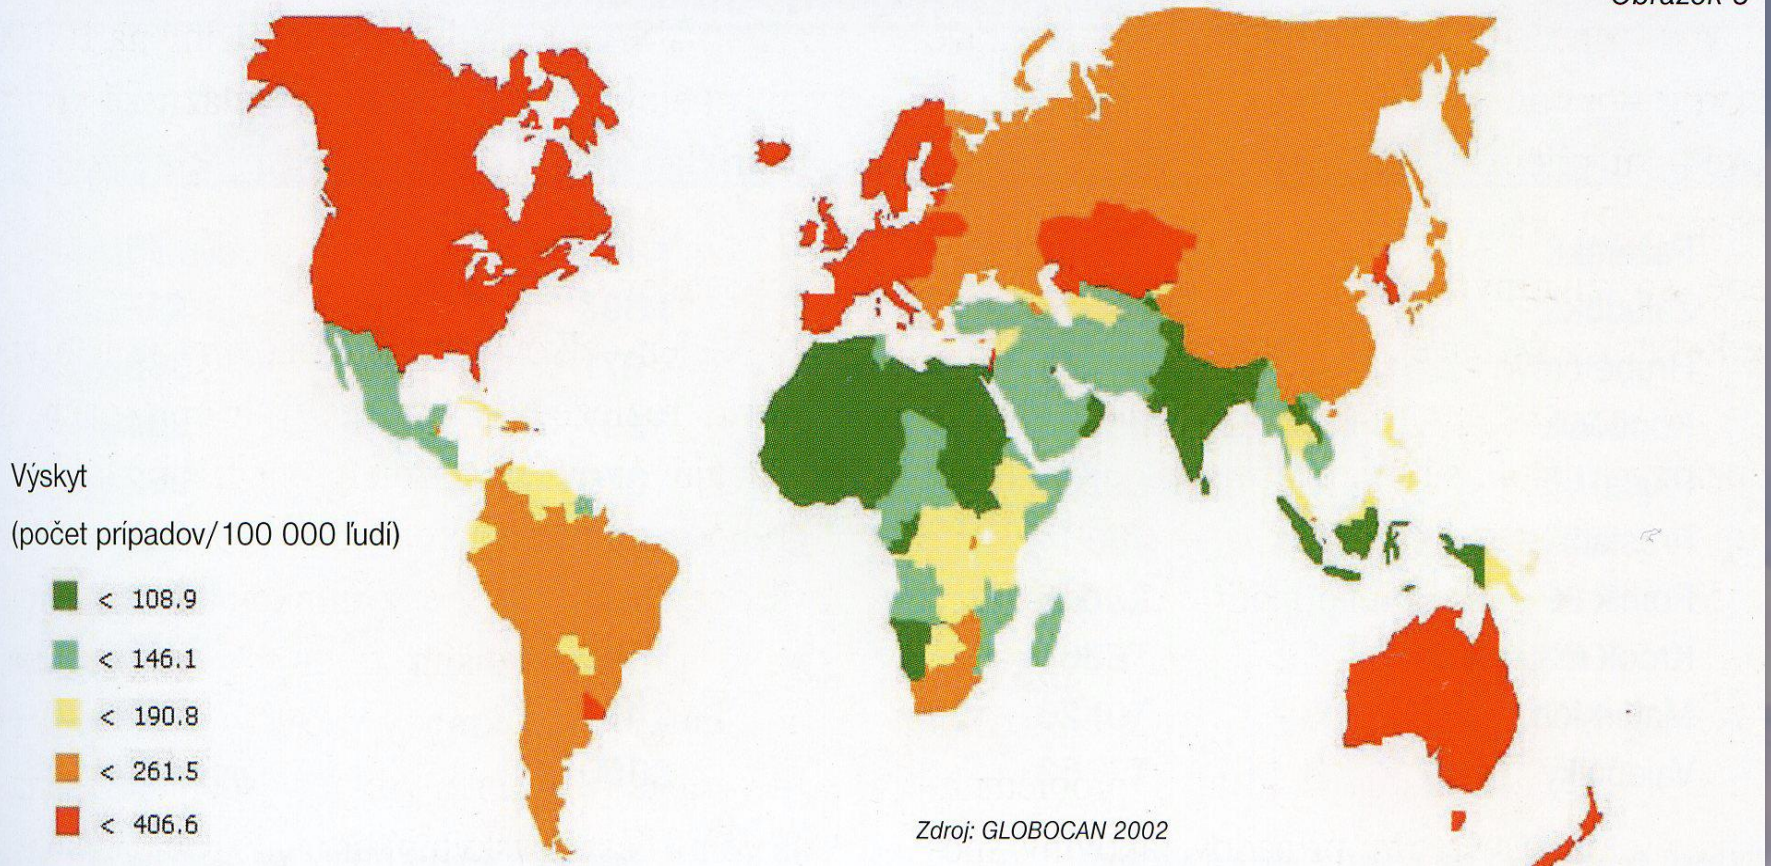 Výskyt
(počet prípadov/100 000 ľudí)
< 108.9
< 146.1
< 190.8
< 261.5
< 406.6
Zdroj: GLOBOCAN 2002